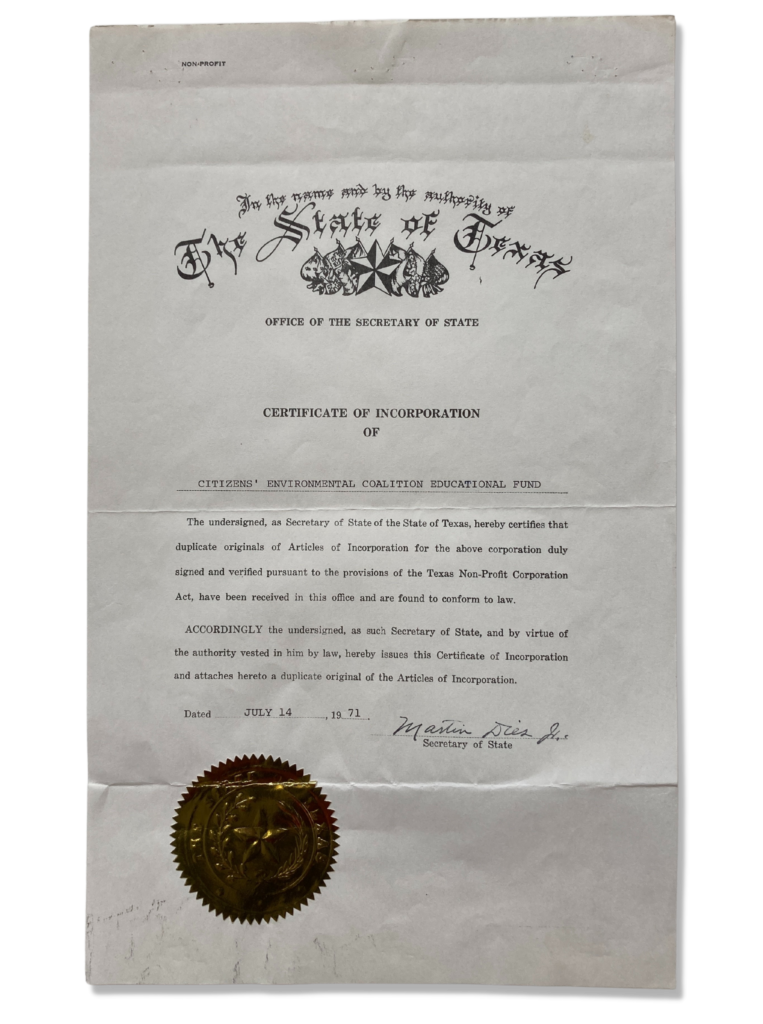 NON-PROFIT
In the name and by the authority of
The State of Texas
OFFICE OF THE SECRETARY OF STATE
CERTIFICATE OF INCORPORATION
OF
CITIZENS' ENVIRONMENTAL COALITION EDUCATIONAL FUND
The undersigned, as Secretary of State of the State of Texas, hereby certifies that
duplicate originals of Articles of Incorporation for the above corporation duly
signed and verified pursuant to the provisions of the Texas Non-Profit Corporation
Act, have been received in this office and are found to conform to law.
ACCORDINGLY the undersigned, as such Secretary of State, and by virtue of
the authority vested in him by law, hereby issues this Certificate of Incorporation
and attaches hereto a duplicate original of the Articles of Incorporation.
Dated JULY 14, 1971.
Martin Dies Jr.
Secretary of State